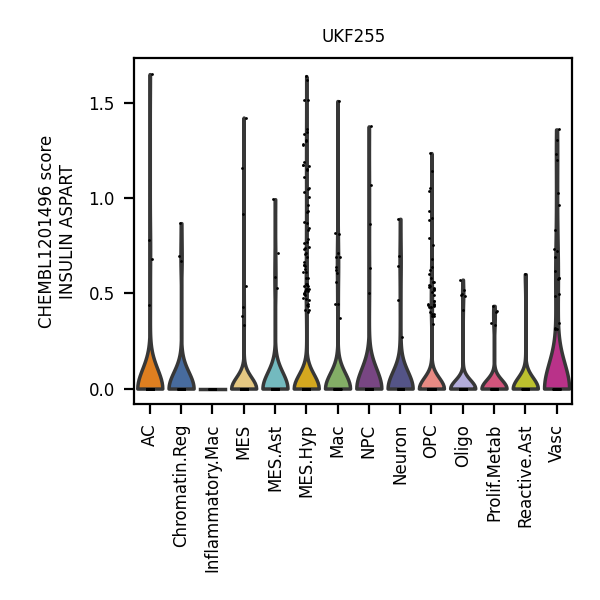 UKF255
CHEMBL1201496 score
INSULIN ASPART
1.5
1.0
0.5
0.0
AC
Chromatin.Reg
Inflammatory.Mac
MES
MES.Ast
MES.Hyp
Mac
NPC
Neuron
OPC
Oligo
Prolif.Metab
Reactive.Ast
Vasc